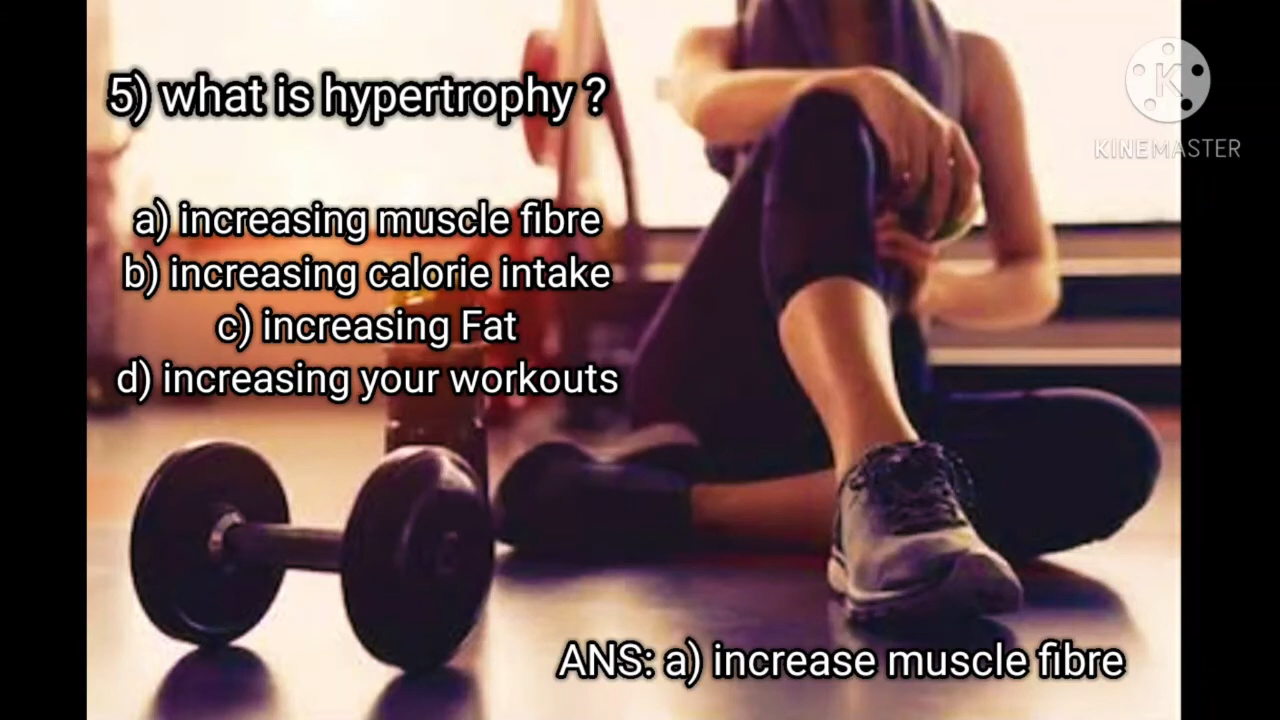 5) what is hypertrophy ?
a) increasing muscle fibre
b) increasing calorie intake
c) increasing Fat
d) increasing your workouts
ANS: a) increase muscle fibre
K
KINEMASTER